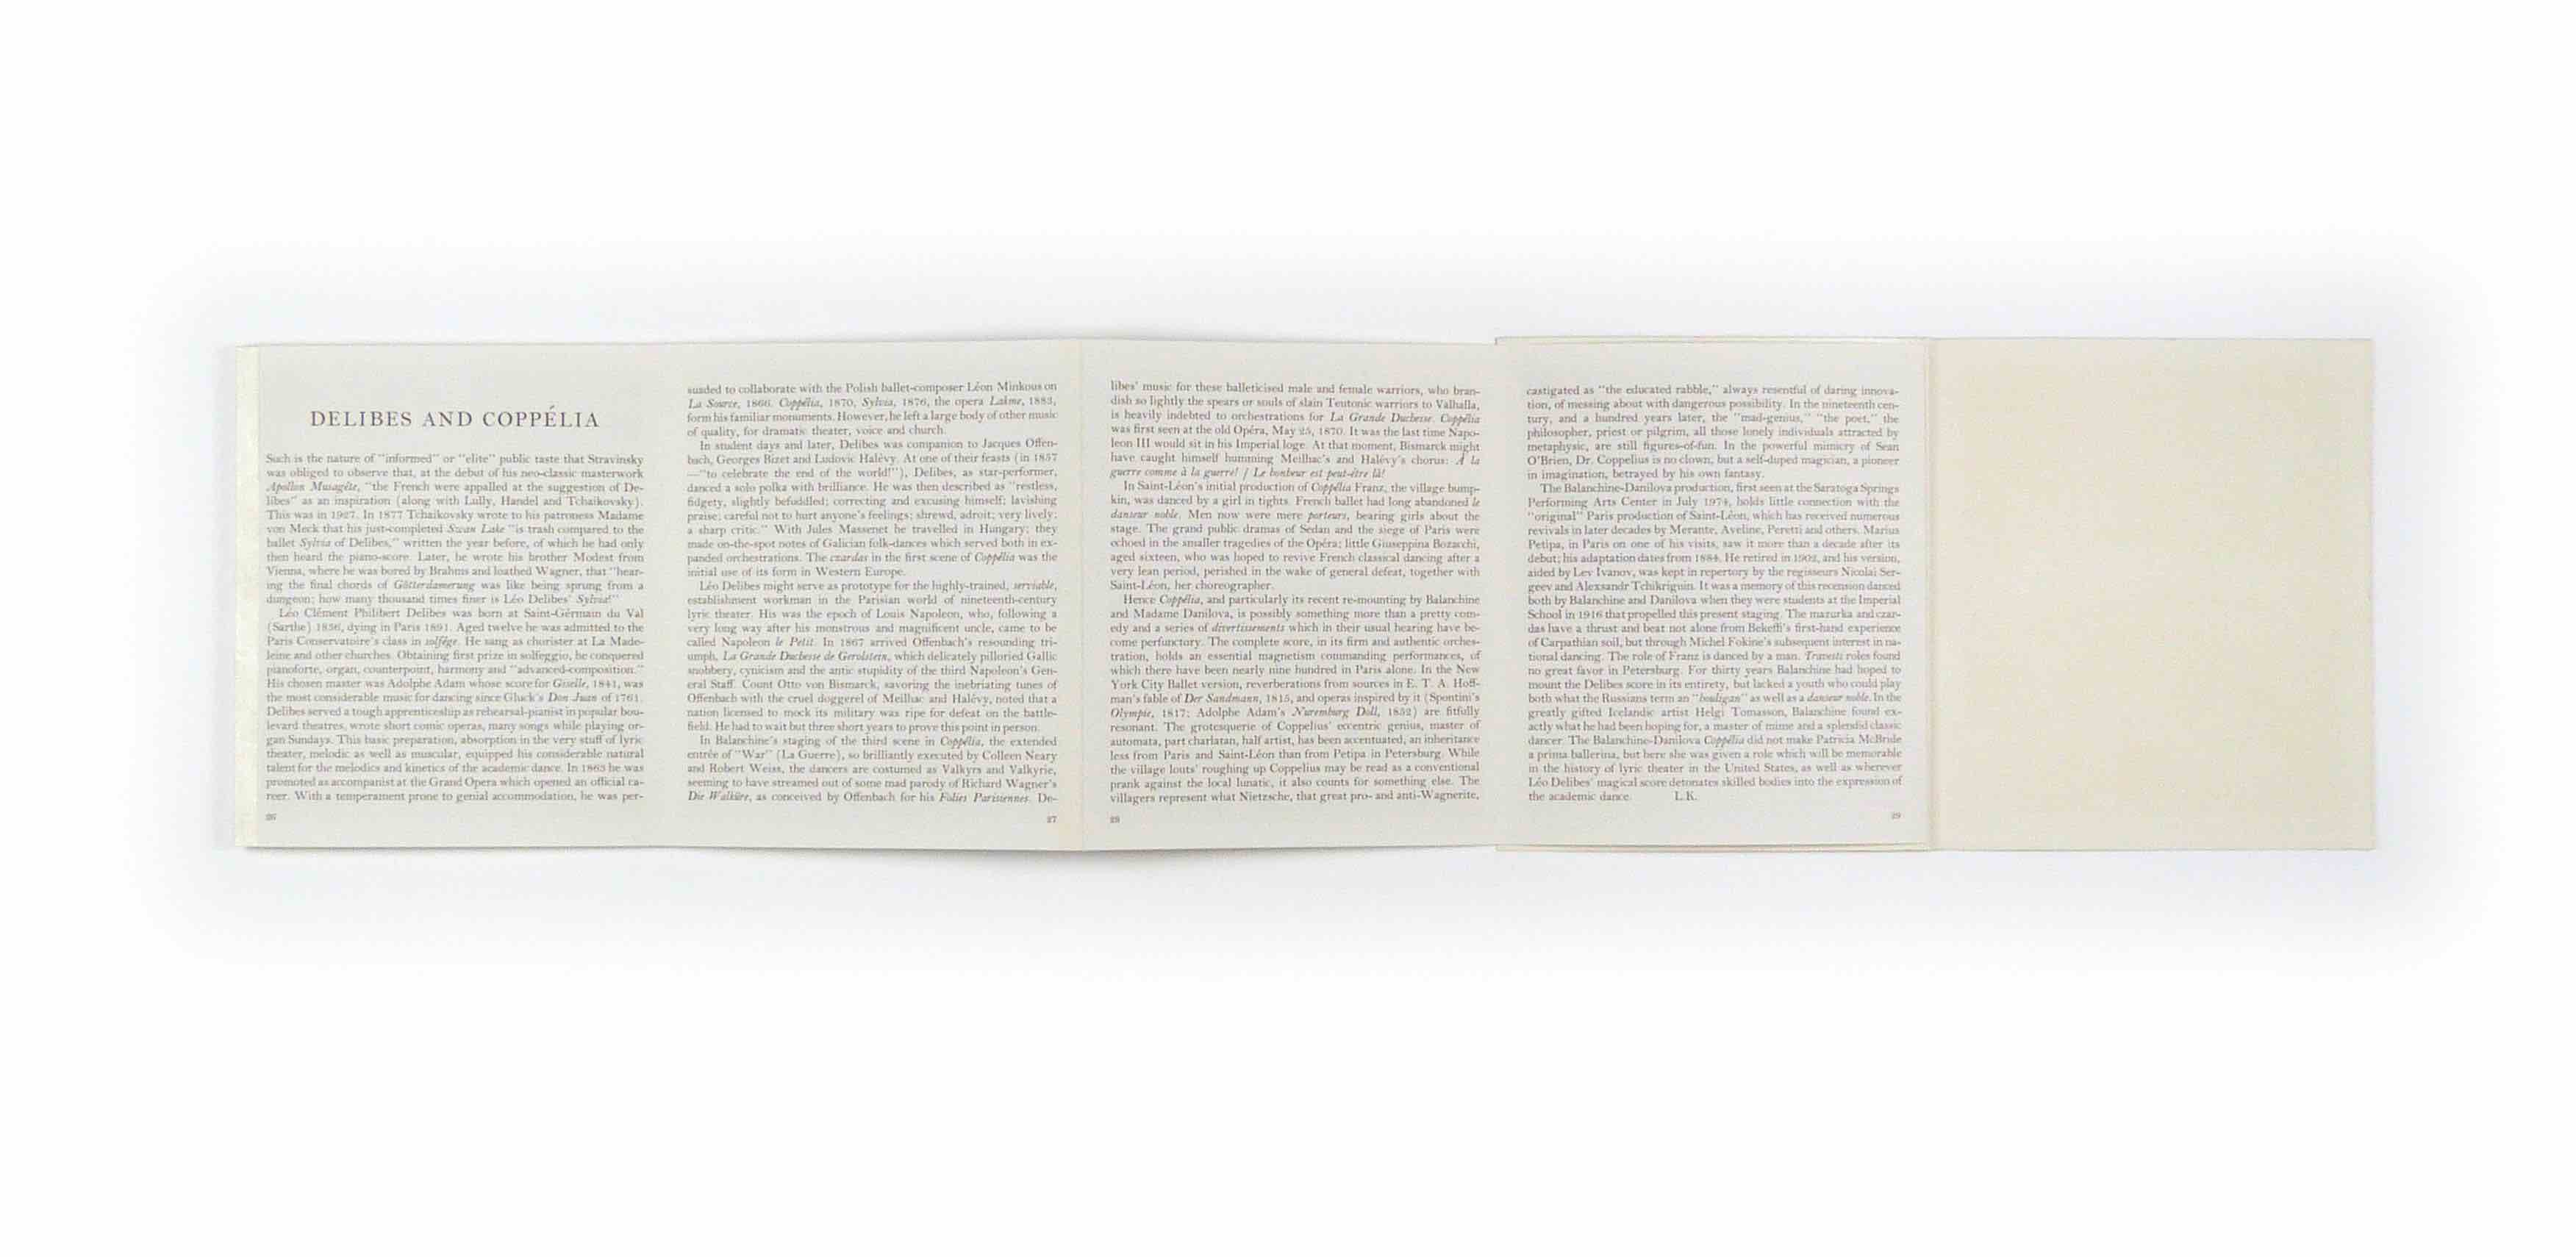 DELIBES AND COPPÉLIA
Such is the nature of "informed" or "elite" public taste that Stravinsky
was obliged to observe that, at the debut of his neo-classic masterwork
Apollon Musagéte, "the French were appalled at the suggestion of De-
libes" as an inspiration (along with Lully, Handel and Tchaikovsky).
This was in 1927. In 1877 Tchaikovsky wrote to his patroness Madame
von Meck that his just-completed Swan Lake "is trash compared to the
ballet Sylvia of Delibes," written the year before, of which he had only
then heard the piano-score. Later, he wrote his brother Modest from
Vienna, where he was bored by Brahms and loathed Wagner, that "hear-
ing the final chords of Götterdamerung was like being sprung from a
dungeon; how many thousand times finer is Léo Delibes' Sylvia!"
Léo Clément Philibert Delibes was born at Saint-Gérmain du Val
(Sarthe) 1836, dying in Paris 1891. Aged twelve he was admitted to the
Paris Conservatoire's class in solfége. He sang as chorister at La Made-
leine and other churches. Obtaining first prize in solfeggio, he conquered
pianoforte, organ, counterpoint, harmony and "advanced-composition."
His chosen master was Adolphe Adam whose score for Giselle, 1841, was
the most considerable music for dancing since Gluck's Don Juan of 1761.
Delibes served a tough apprenticeship as rehearsal-pianist in popular bou-
levard theatres, wrote short comic operas, many songs while playing or-
gan Sundays. This basic preparation, absorption in the very stuff of lyric
theater, melodic as well as muscular, equipped his considerable natural
talent for the melodics and kinetics of the academic dance. In 1863 he was
promoted as accompanist at the Grand Opera which opened an official ca-
reer. With a temperament prone to genial accommodation, he was per-
26
suaded to collaborate with the Polish ballet-composer Léon Minkous on
La Source, 1866. Coppélia, 1870, Sylvia, 1876, the opera Lakme, 1883,
form his familiar monuments. However, he left a large body of other music
of quality, for dramatic theater, voice and church.
In student days and later, Delibes was companion to Jacques Offen-
bach, Georges Bizet and Ludovic Halévy. At one of their feasts (in 1857
—"to celebrate the end of the world!"), Delibes, as star-performer,
danced a solo polka with brilliance. He was then described as "restless,
fidgety, slightly befuddled; correcting and excusing himself; lavishing
praise; careful not to hurt anyone's feelings; shrewd, adroit; very lively;
a sharp critic." With Jules Massenet he travelled in Hungary; they
made on-the-spot notes of Galician folk-dances which served both in ex-
panded orchestrations. The czardas in the first scene of Coppélia was the
initial use of its form in Western Europe.
Léo Delibes might serve as prototype for the highly-trained, serviable,
establishment workman in the Parisian world of nineteenth-century
lyric theater. His was the epoch of Louis Napoleon, who, following a
very long way after his monstrous and magnificent uncle, came to be
called Napoleon le Petit. In 1867 arrived Offenbach's resounding tri-
umph, La Grande Duchesse de Gerolstein, which delicately pilloried Gallic
snobbery, cynicism and the antic stupidity of the third Napoleon's Gen-
eral Staff. Count Otto von Bismarck, savoring the inebriating tunes of
Offenbach with the cruel doggerel of Meilhac and Halévy, noted that a
nation licensed to mock its military was ripe for defeat on the battle-
field. He had to wait but three short years to prove this point in person.
In Balanchine's staging of the third scene in Coppélia, the extended
entrée of "War" (La Guerre), so brilliantly executed by Colleen Neary
and Robert Weiss, the dancers are costumed as Valkyrs and Valkyrie,
seeming to have streamed out of some mad parody of Richard Wagner's
Die Walküre, as conceived by Offenbach for his Folies Parisiennes. De-
27
libes' music for these balleticised male and female warriors, who bran-
dish so lightly the spears or souls of slain Teutonic warriors to Valhalla,
is heavily indebted to orchestrations for La Grande Duchesse. Coppélia
was first seen at the old Opéra, May 25, 1870. It was the last time Napo-
leon III would sit in his Imperial loge. At that moment, Bismarck might
have caught himself humming Meilhac's and Halévy's chorus: À la
guerre comme à la guerre! / Le bonheur est peut-être là!
In Saint-Léon's initial production of Coppélia Franz, the village bump-
kin, was danced by a girl in tights. French ballet had long abandoned le
danseur noble. Men now were mere porteurs, bearing girls about the
stage. The grand public dramas of Sedan and the siege of Paris were
echoed in the smaller tragedies of the Opéra; little Giuseppina Bozacchi,
aged sixteen, who was hoped to revive French classical dancing after a
very lean period, perished in the wake of general defeat, together with
Saint-Léon, her choreographer.
Hence Coppélia, and particularly its recent re-mounting by Balanchine
and Madame Danilova, is possibly something more than a pretty com-
edy and a series of divertissements which in their usual hearing have be-
come perfunctory. The complete score, in its firm and authentic orches-
tration, holds an essential magnetism commanding performances, of
which there have been nearly nine hundred in Paris alone. In the New
York City Ballet version, reverberations from sources in E. T. A. Hoff-
man's fable of Der Sandmann, 1815, and operas inspired by it (Spontini's
Olympie, 1817; Adolphe Adam's Nuremburg Doll, 1852) are fitfully
resonant. The grotesquerie of Coppelius' eccentric genius, master of
automata, part charlatan, half artist, has been accentuated, an inheritance
less from Paris and Saint-Léon than from Petipa in Petersburg. While
the village louts' roughing up Coppelius may be read as a conventional
prank against the local lunatic, it also counts for something else. The
villagers represent what Nietzsche, that great pro- and anti-Wagnerite,
28
castigated as "the educated rabble," always resentful of daring innova-
tion, of messing about with dangerous possibility. In the nineteenth cen-
tury, and a hundred years later, the "mad-genius," "the poet," the
philosopher, priest or pilgrim, all those lonely individuals attracted by
metaphysic, are still figures-of-fun. In the powerful mimicry of Sean
O'Brien, Dr. Coppelius is no clown, but a self-duped magician, a pioneer
in imagination, betrayed by his own fantasy.
The Balanchine-Danilova production, first seen at the Saratoga Springs
Performing Arts Center in July 1974, holds little connection with the
"original" Paris production of Saint-Léon, which has received numerous
revivals in later decades by Merante, Aveline, Peretti and others. Marius
Petipa, in Paris on one of his visits, saw it more than a decade after its
debut; his adaptation dates from 1884. He retired in 1902, and his version,
aided by Lev Ivanov, was kept in repertory by the regisseurs Nicolai Ser-
geev and Alexsandr Tchikriguin. It was a memory of this recension danced
both by Balanchine and Danilova when they were students at the Imperial
School in 1916 that propelled this present staging. The mazurka and czar-
das have a thrust and beat not alone from Bekeffi's first-hand experience
of Carpathian soil, but through Michel Fokine's subsequent interest in na-
tional dancing. The role of Franz is danced by a man. Travesti roles found
no great favor in Petersburg. For thirty years Balanchine had hoped to
mount the Delibes score in its entirety, but lacked a youth who could play
both what the Russians term an "houligan" as well as a danseur noble. In the
greatly gifted Icelandic artist Helgi Tomasson, Balanchine found ex-
actly what he had been hoping for, a master of mime and a splendid classic
dancer. The Balanchine-Danilova Coppélia did not make Patricia McBride
a prima ballerina, but here she was given a role which will be memorable
in the history of lyric theater in the United States, as well as wherever
Léo Delibes' magical score detonates skilled bodies into the expression of
the academic dance. L.K.
29